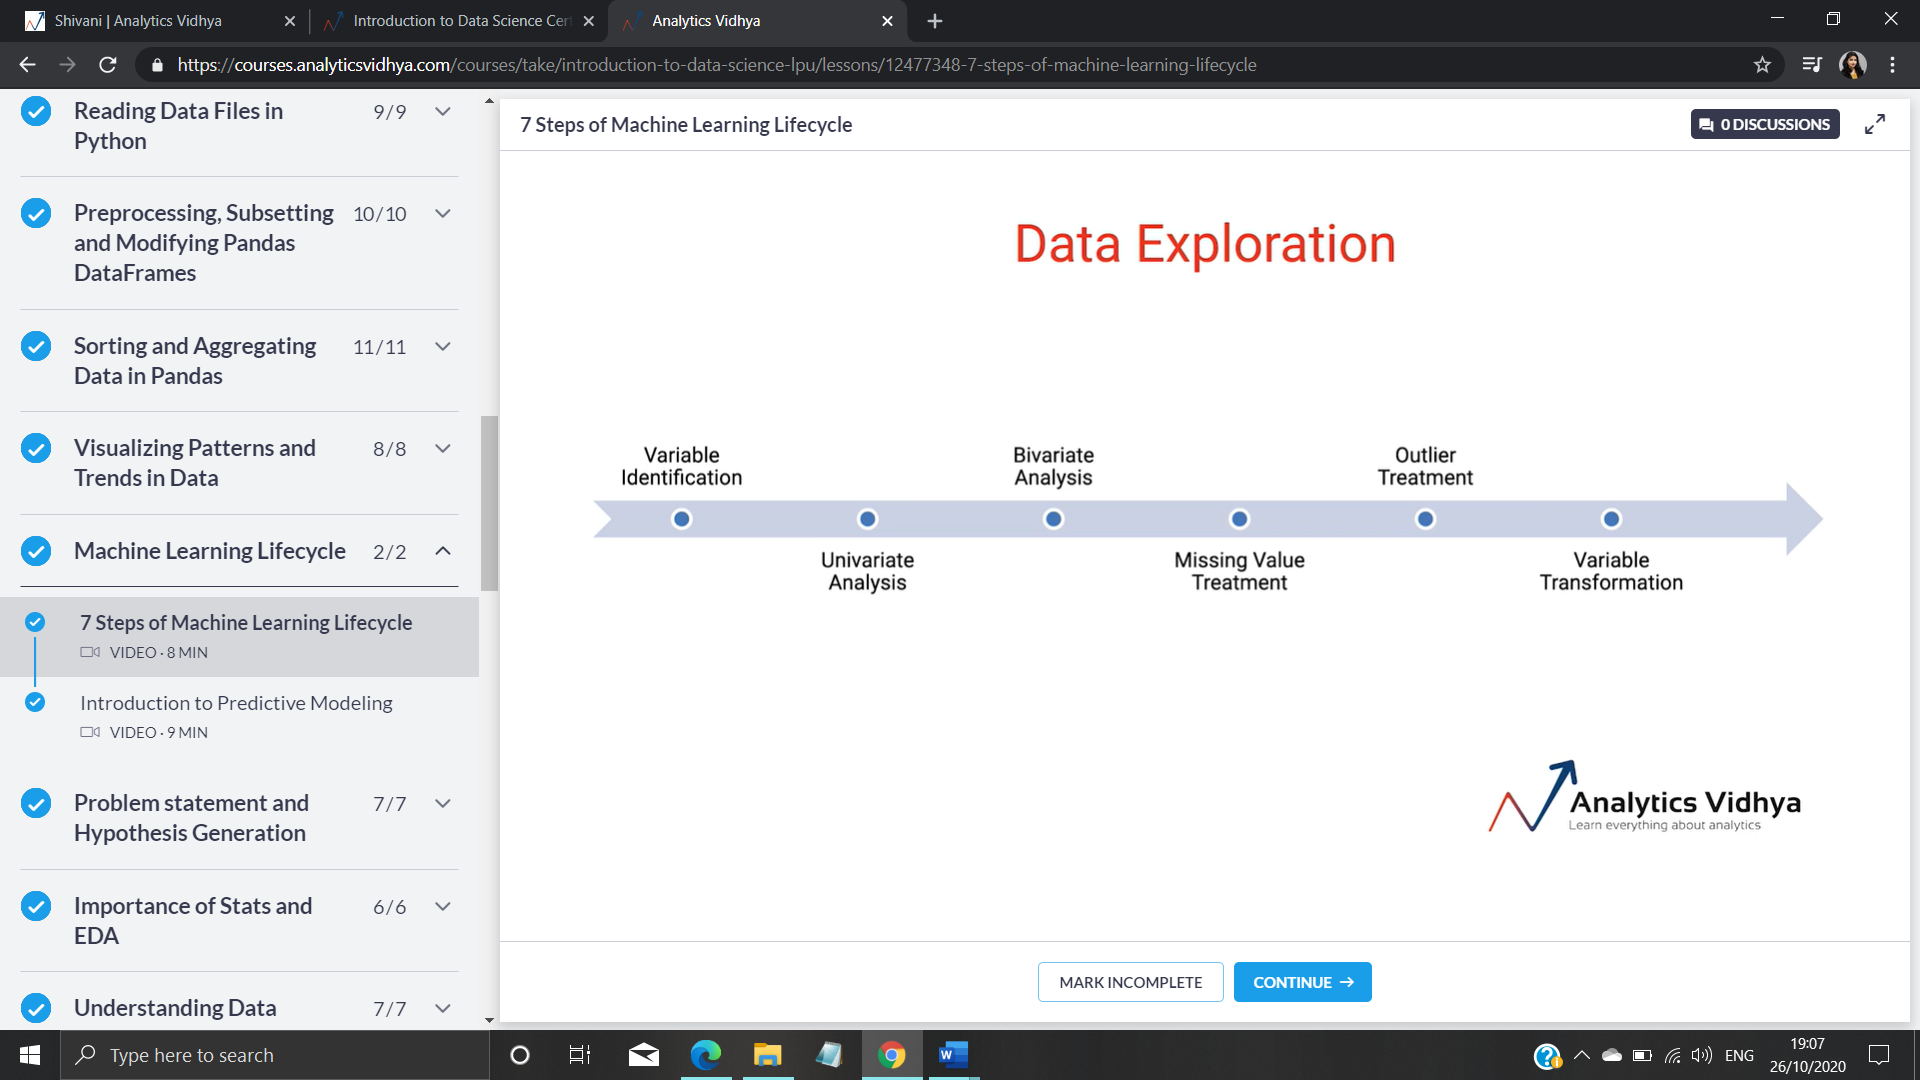 Shivani | Analytics Vidhya
Introduction to Data Science Cert
Analytics Vidhya
https://courses.analyticsvidhya.com/courses/take/introduction-to-data-science-lpu/lessons/12477348-7-steps-of-machine-learning-lifecycle
Reading Data Files in
Python
9/9
Preprocessing, Subsetting
and Modifying Pandas
DataFrames
10/10
Sorting and Aggregating
Data in Pandas
11/11
Visualizing Patterns and
Trends in Data
8/8
Machine Learning Lifecycle
2/2
7 Steps of Machine Learning Lifecycle
VIDEO · 8 MIN
Introduction to Predictive Modeling
VIDEO · 9 MIN
Problem statement and
Hypothesis Generation
7/7
Importance of Stats and
EDA
6/6
Understanding Data
7/7
7 Steps of Machine Learning Lifecycle
0 DISCUSSIONS
Data Exploration
Variable
Identification
Univariate
Analysis
Bivariate
Analysis
Missing Value
Treatment
Outlier
Treatment
Variable
Transformation
Analytics Vidhya
Learn everything about analytics
MARK INCOMPLETE
CONTINUE →
Type here to search
W
ENG
19:07
26/10/2020